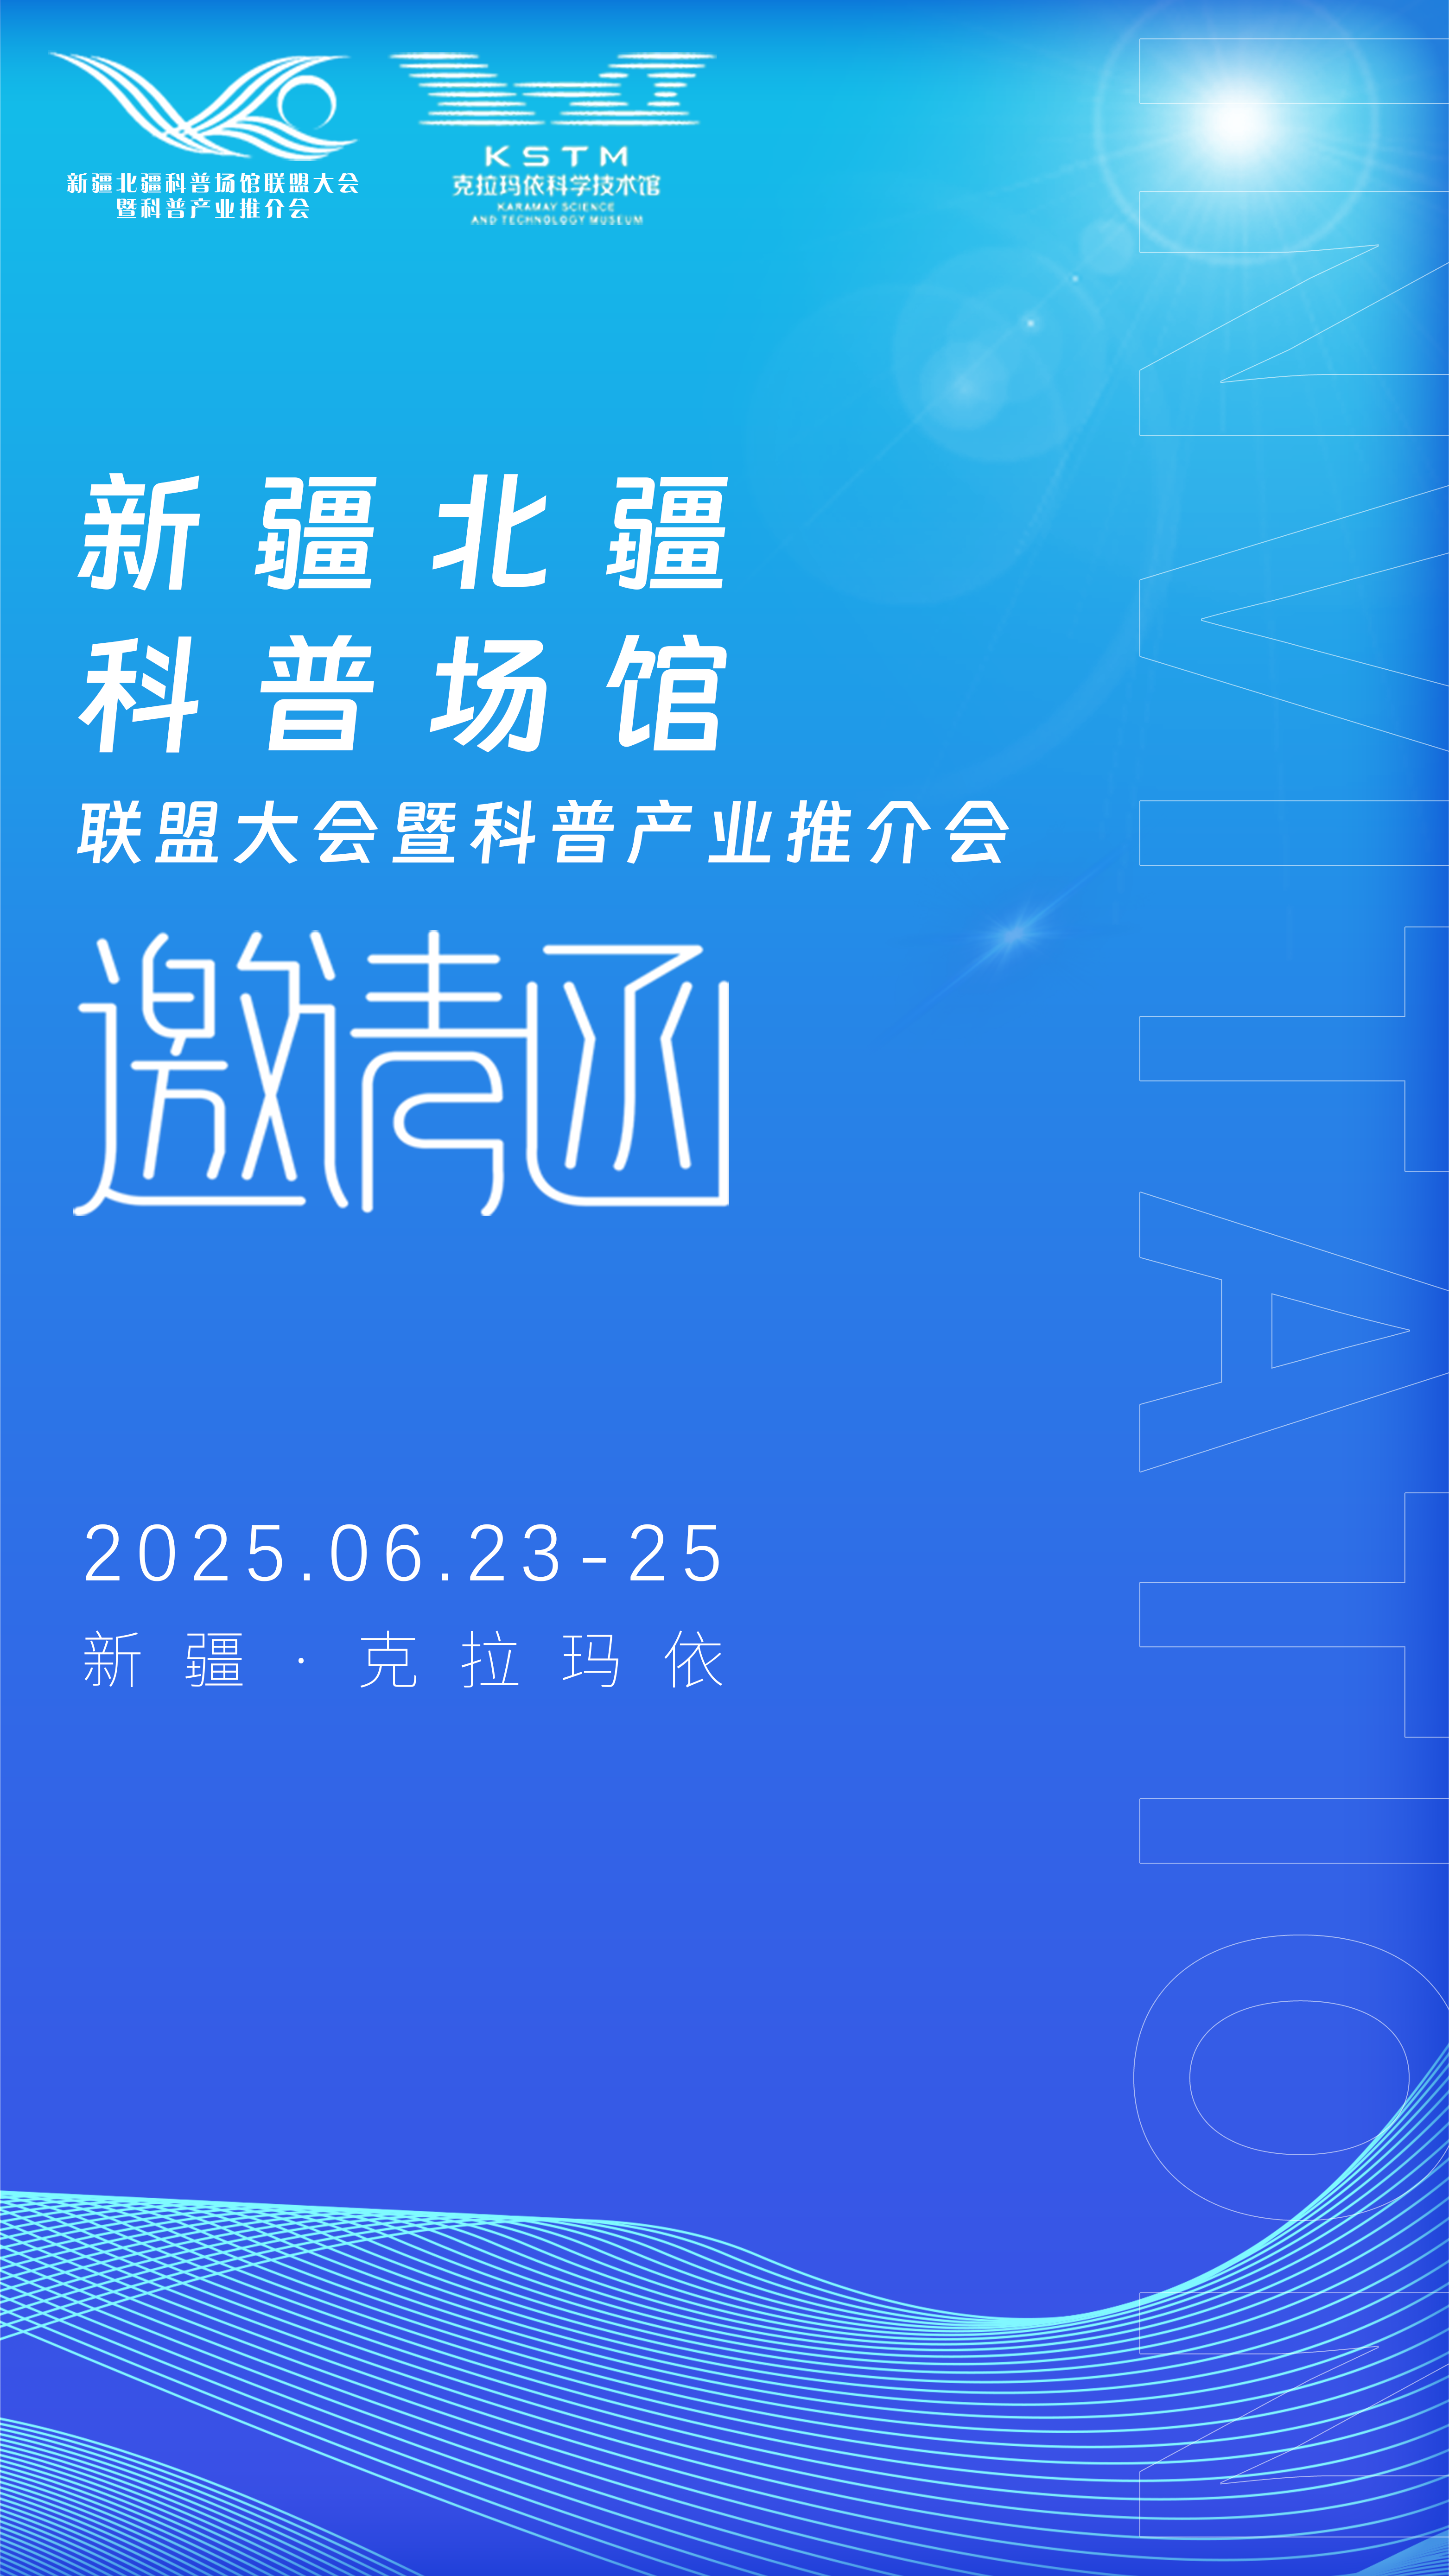 新疆北疆科普场馆联盟大会
暨科普产业推介会
KSTM
克拉玛依科学技术馆
KARAMAY SCIENCE
AND TECHNOLOGY MUSEUM
新疆北疆
科普场馆
联盟大会暨科普产业推介会
邀请函
2025.06.23-25
新疆·克拉玛依
INVITATION